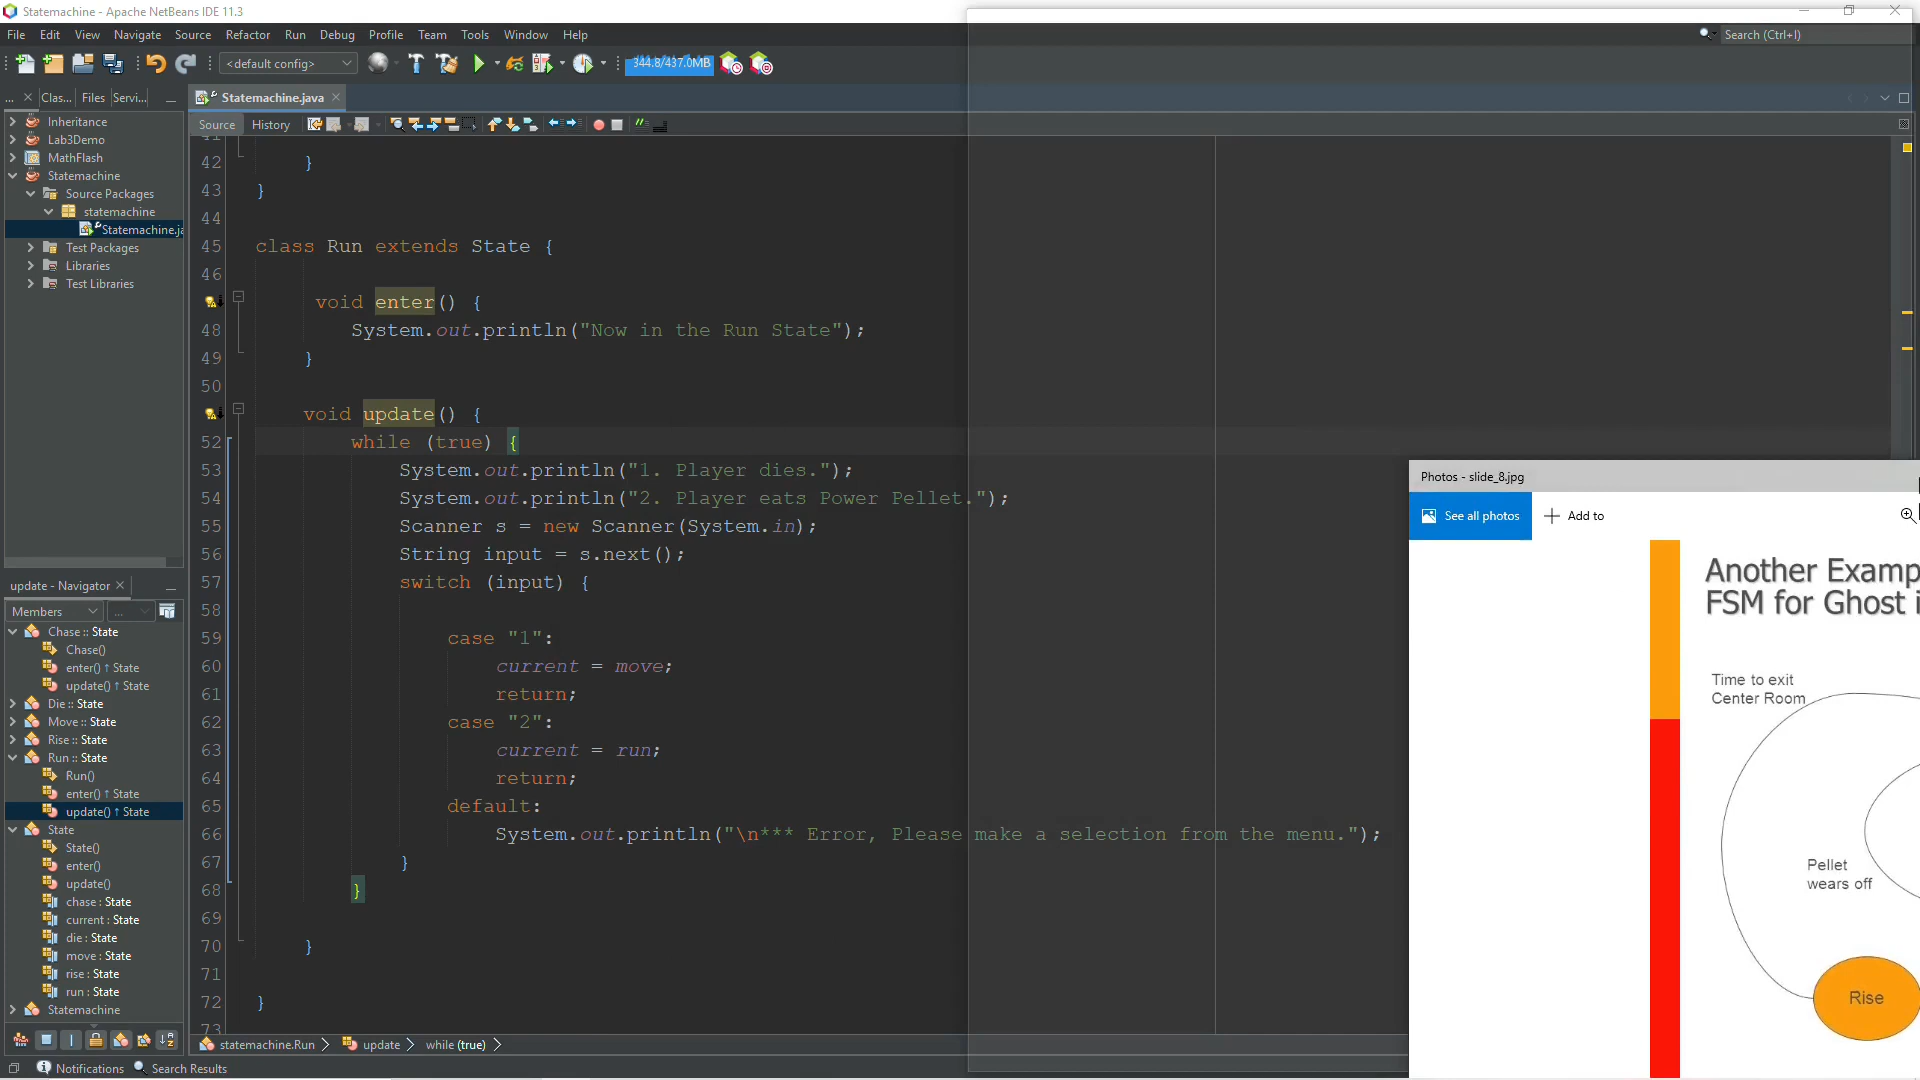 Statemachine - Apache NetBeans IDE 11.3
File Edit View Navigate Source Refactor Run Debug Profile Team Tools Window Help
Search (Ctrl+I)
<default config>
344.8/437.0MB
... Clas... Files Servi...
Statemachine.java
Source History
Inheritance
Lab3Demo
MathFlash
Statemachine
Source Packages
statemachine
Statemachine.ja
Test Packages
Libraries
Test Libraries
42 }
43 }
44
45 class Run extends State {
46
void enter() {
48 System.out.println("Now in the Run State");
49 }
50
void update() {
52 while (true) {
53 System.out.println("1. Player dies.");
54 System.out.println("2. Player eats Power Pellet.");
55 Scanner s = new Scanner(System.in);
56 String input = s.next();
57 switch (input) {
58
59 case "1":
60 current = move;
61 return;
62 case "2":
63 current = run;
64 return;
65 default:
66 System.out.println("\n*** Error, Please make a selection from the menu.");
67 }
68 }
69
70 }
71
72 }
73
update - Navigator
Members ...
Chase :: State
Chase()
enter() ↑ State
update() ↑ State
Die :: State
Move :: State
Rise :: State
Run :: State
Run()
enter() ↑ State
update() ↑ State
State
State()
enter()
update()
chase : State
current : State
die : State
move : State
rise : State
run : State
Statemachine
statemachine.Run update while (true)
Notifications Search Results
Photos - slide_8.jpg
See all photos Add to
Another Examp
FSM for Ghost i
Time to exit
Center Room
Pellet
wears off
Rise